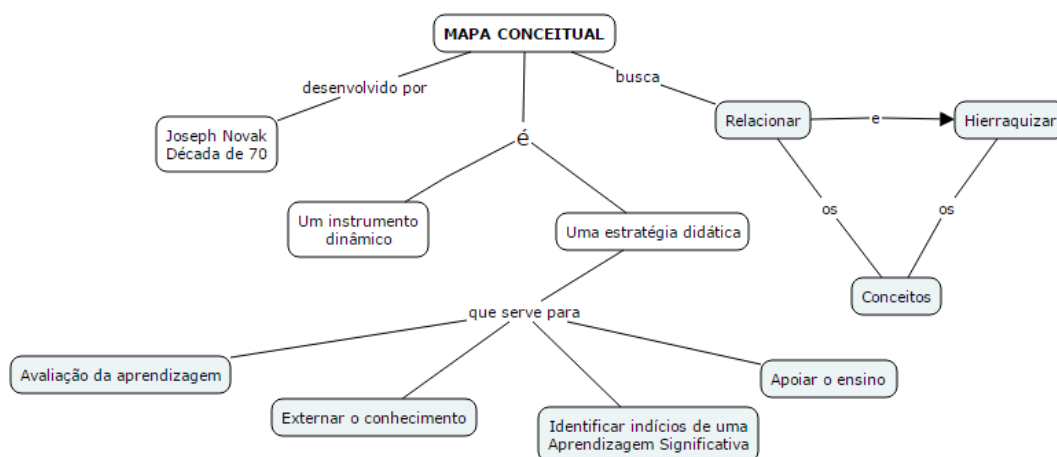 MAPA CONCEITUAL
desenvolvido por
busca
Joseph Novak
Década de 70
é
Relacionar
e
Hierraquizar
Um instrumento
dinâmico
Uma estratégia didática
os
os
Conceitos
que serve para
Avaliação da aprendizagem
Externar o conhecimento
Identificar indícios de uma
Aprendizagem Significativa
Apoiar o ensino